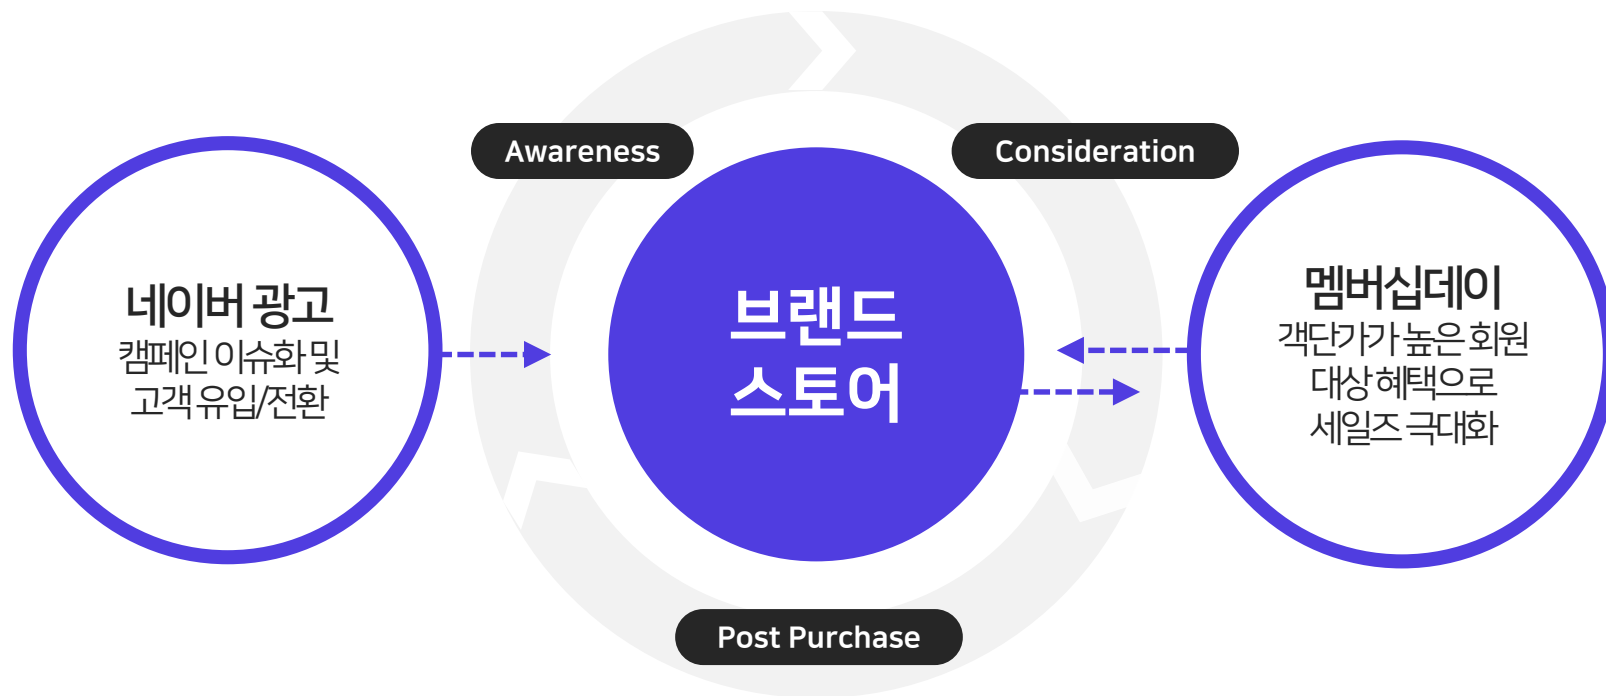 Awareness
Consideration
네이버 광고
캠페인 이슈화 및
고객 유입/전환
브랜드
스토어
멤버십데이
객단가가 높은 회원
대상 혜택으로
세일즈 극대화
Post Purchase